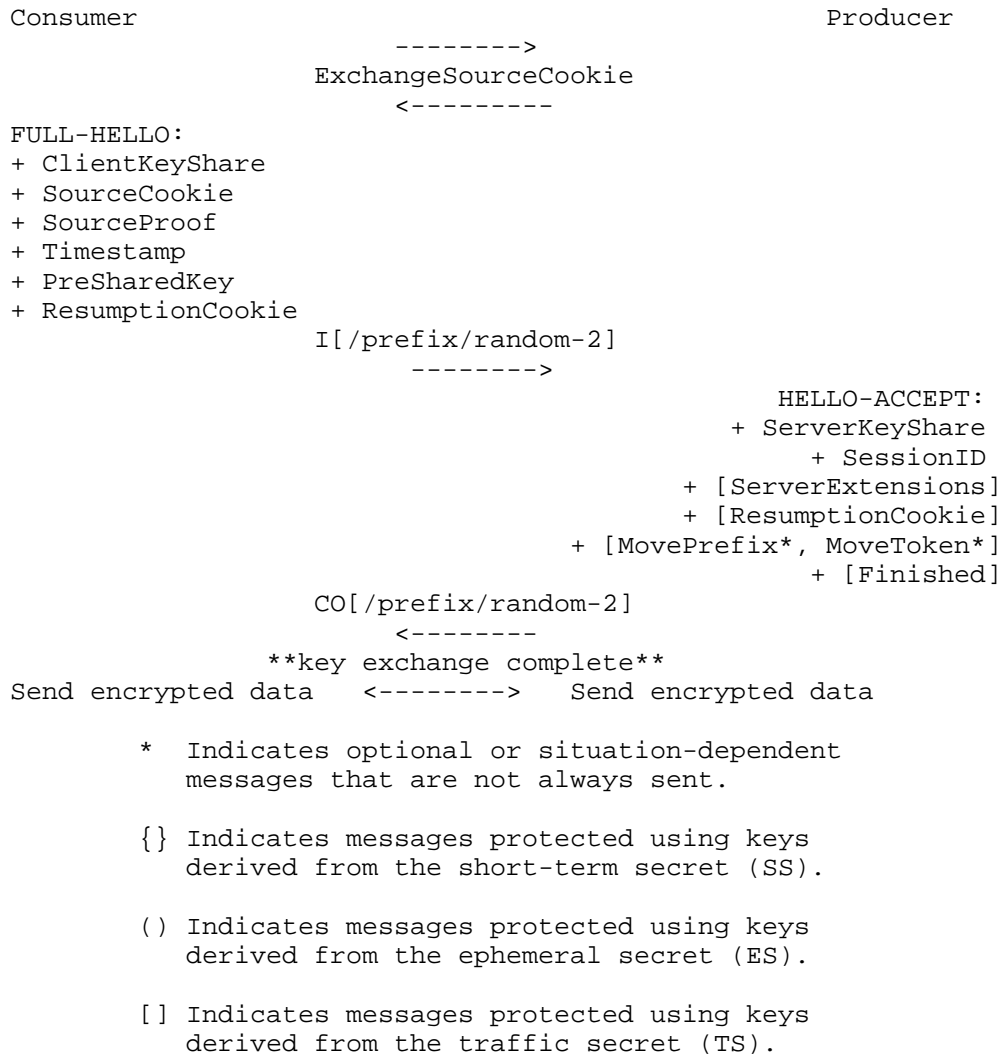 Consumer Producer
-------->
ExchangeSourceCookie
<---------
FULL-HELLO:
+ ClientKeyShare
+ SourceCookie
+ SourceProof
+ Timestamp
+ PreSharedKey
+ ResumptionCookie
I[/prefix/random-2]
-------->
HELLO-ACCEPT:
+ ServerKeyShare
+ SessionID
+ [ServerExtensions]
+ [ResumptionCookie]
+ [MovePrefix*, MoveToken*]
+ [Finished]
CO[/prefix/random-2]
<--------
**key exchange complete**
Send encrypted data <--------> Send encrypted data
* Indicates optional or situation-dependent
messages that are not always sent.
{} Indicates messages protected using keys
derived from the short-term secret (SS).
() Indicates messages protected using keys
derived from the ephemeral secret (ES).
[] Indicates messages protected using keys
derived from the traffic secret (TS).